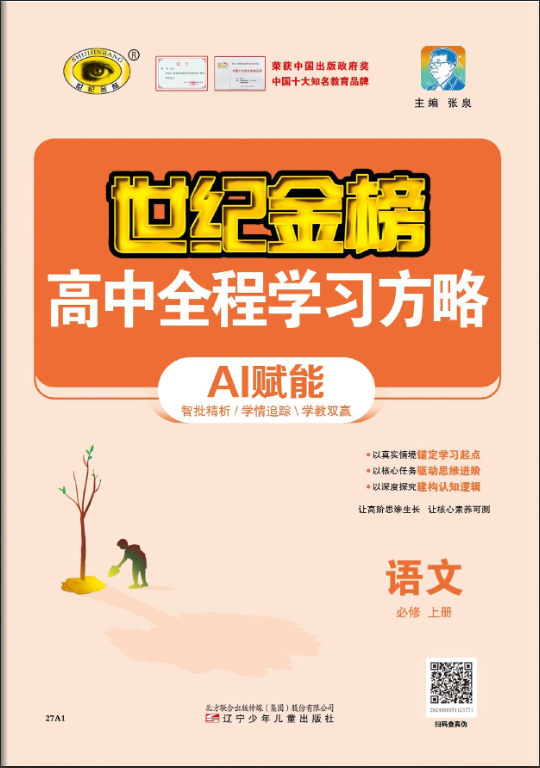 SHIJIJINBANG
世纪金榜
®
荣获中国出版政府奖
中国十大知名教育品牌
主编 张泉
世纪金榜
高中全程学习方略
AI赋能
智批精析 / 学情追踪 \ 学教双赢
• 以真实情境锚定学习起点
• 以核心任务驱动思维进阶
• 以深度探究建构认知逻辑
让高阶思维生长 让核心素养可测
语文
必修 上册
27A1
北方联合出版传媒（集团）股份有限公司
辽宁少年儿童出版社
扫码查真伪